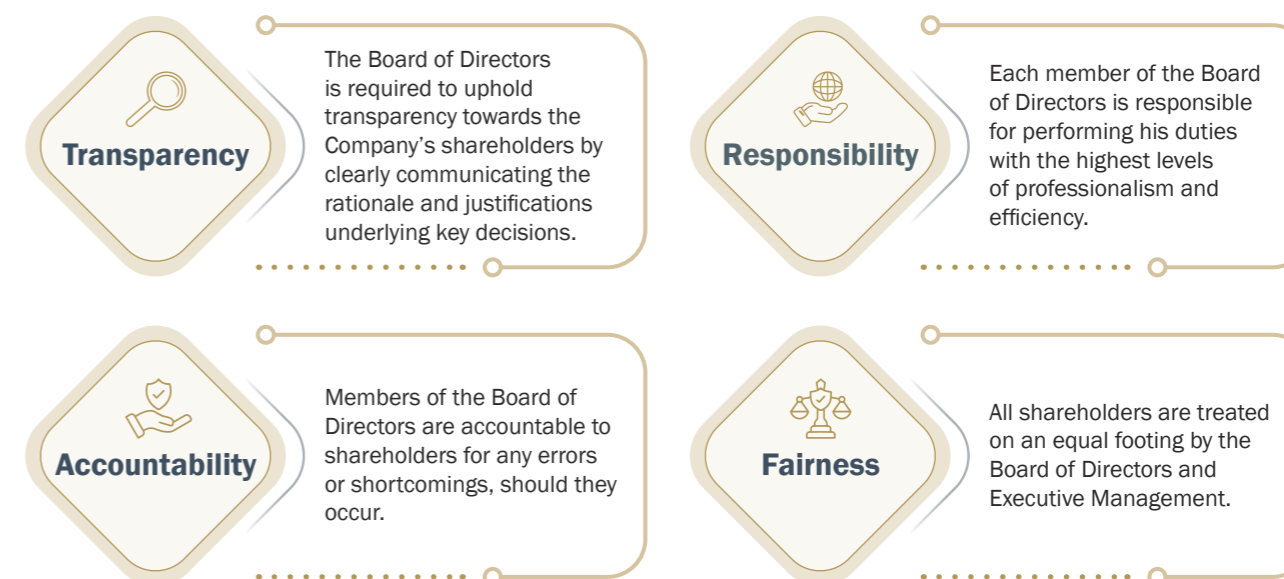 Transparency
The Board of Directors
is required to uphold
transparency towards the
Company’s shareholders by
clearly communicating the
rationale and justifications
underlying key decisions.
Responsibility
Each member of the Board
of Directors is responsible
for performing his duties
with the highest levels
of professionalism and
efficiency.
Accountability
Members of the Board of
Directors are accountable to
shareholders for any errors
or shortcomings, should they
occur.
Fairness
All shareholders are treated
on an equal footing by the
Board of Directors and
Executive Management.